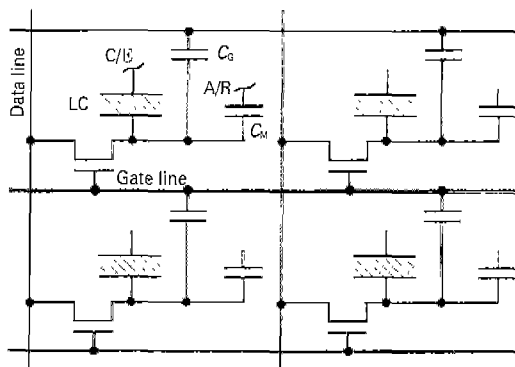 Data line
C/E
C_G
A/R
LC
C_M
Gate line